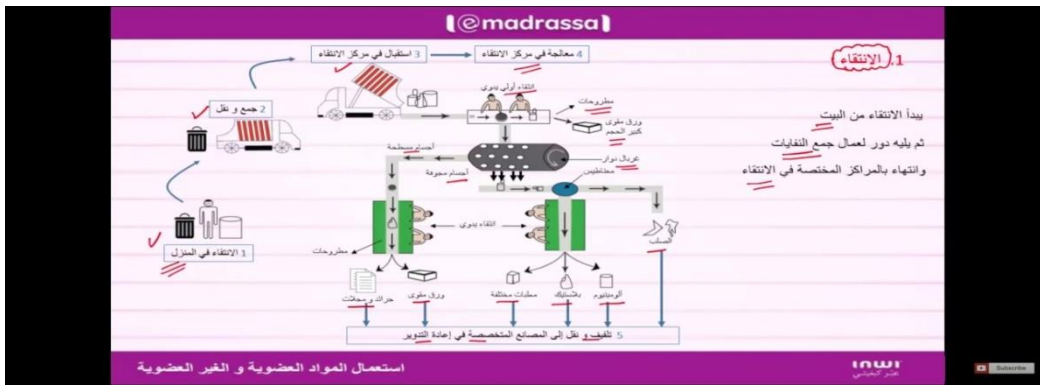 @madrassa
1. الانتقاء
يبدأ الانتقاء من البيت
ثم يليه دور لعمال جمع النفايات
وانتهاء بالمراكز المختصة في الانتقاء
4 معالجة في مركز الانتقاء
3 استقبال في مركز الانتقاء
2 جمع و نقل
1 الانتقاء في المنزل
انتقاء أولي يدوي
مطروحات
ورق مقوى
كبير الحجم
غربال دوار
مغناطيس
أجسام مسطحة
أجسام مجوفة
انتقاء يدوي
مطروحات
الصلب
ألومينيوم
بلاستيك
معلبات مختلفة
ورق مقوى
جرائد ومجلات
5 تلفيف و نقل إلى المصانع المتخصصة في إعادة التدوير
استعمال المواد العضوية و الغير العضوية
inwi
Subscribe